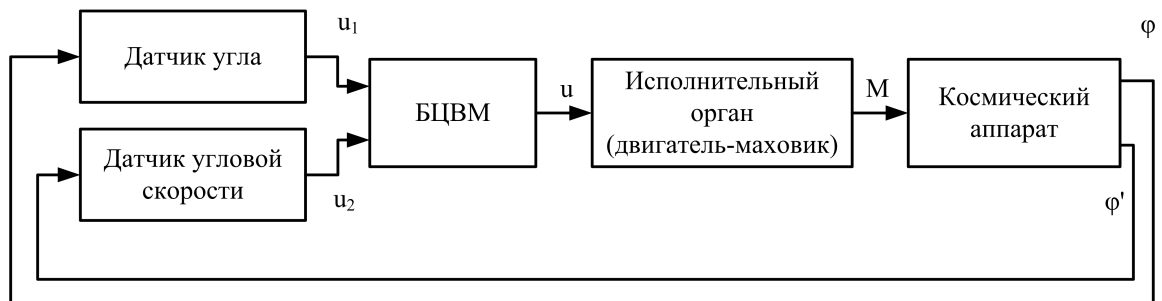 Датчик угла
u1
Датчик угловой
скорости
u2
БЦВМ
u
Исполнительный
орган
(двигатель-маховик)
M
Космический
аппарат
φ
φ'